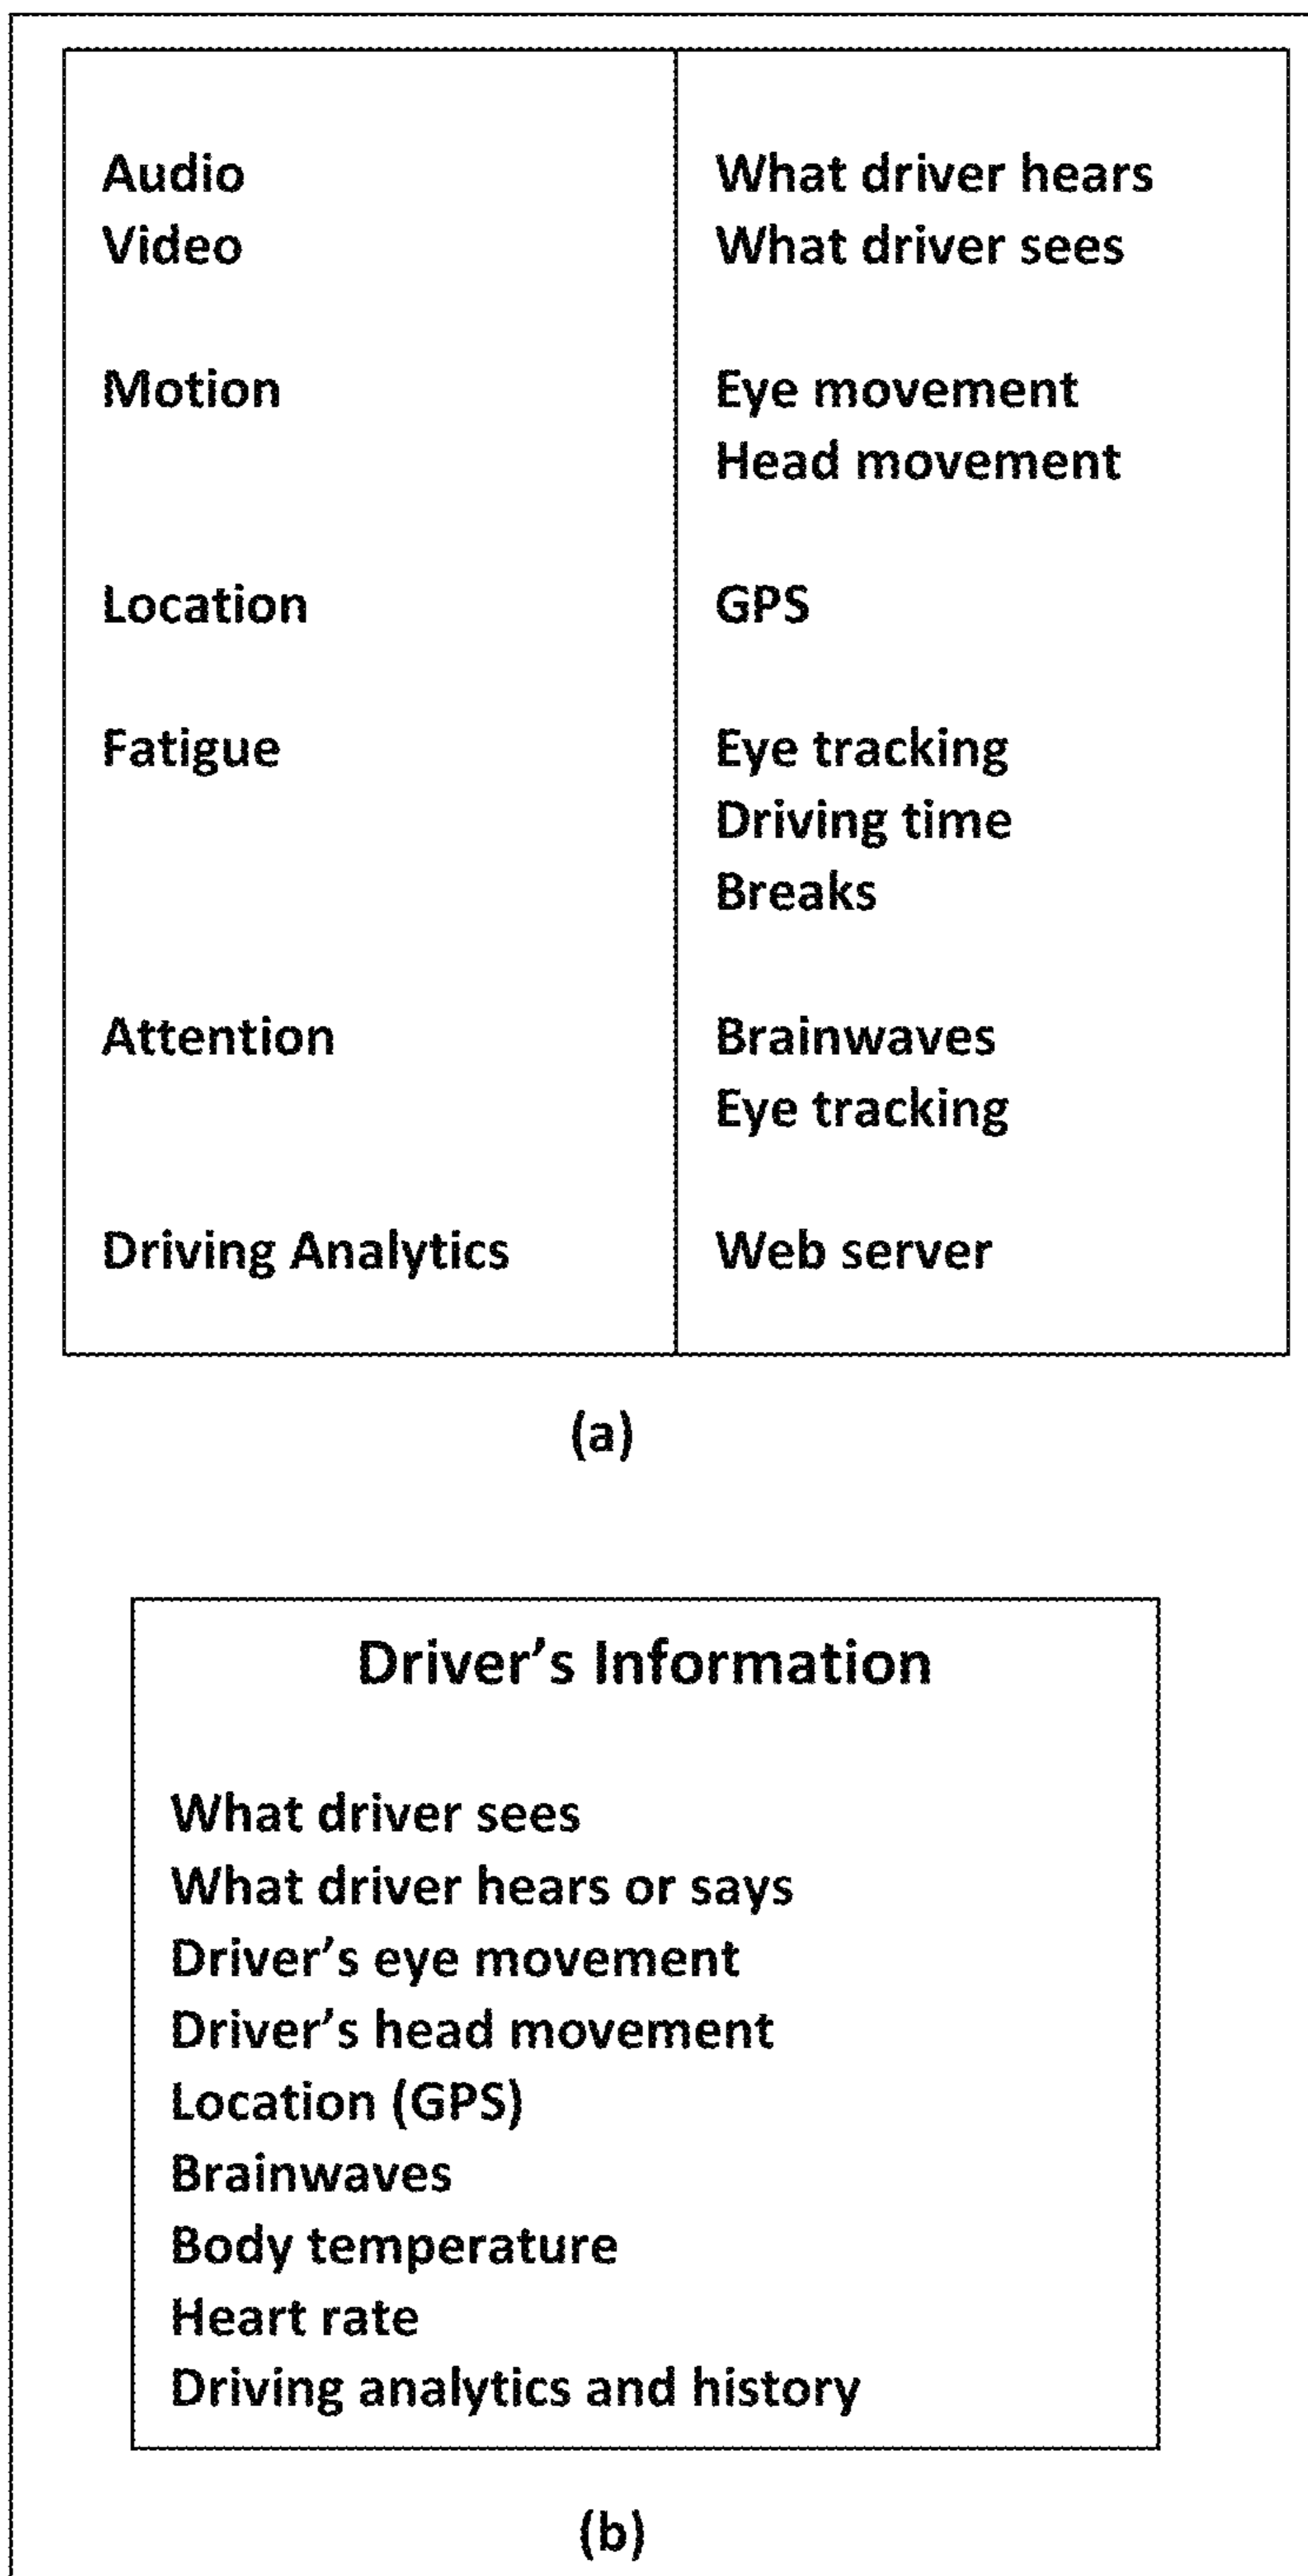 Audio What driver hears
Video What driver sees
Motion Eye movement
Head movement
Location GPS
Fatigue Eye tracking
Driving time
Breaks
Attention Brainwaves
Eye tracking
Driving Analytics Web server
(a)
Driver’s Information
What driver sees
What driver hears or says
Driver’s eye movement
Driver’s head movement
Location (GPS)
Brainwaves
Body temperature
Heart rate
Driving analytics and history
(b)